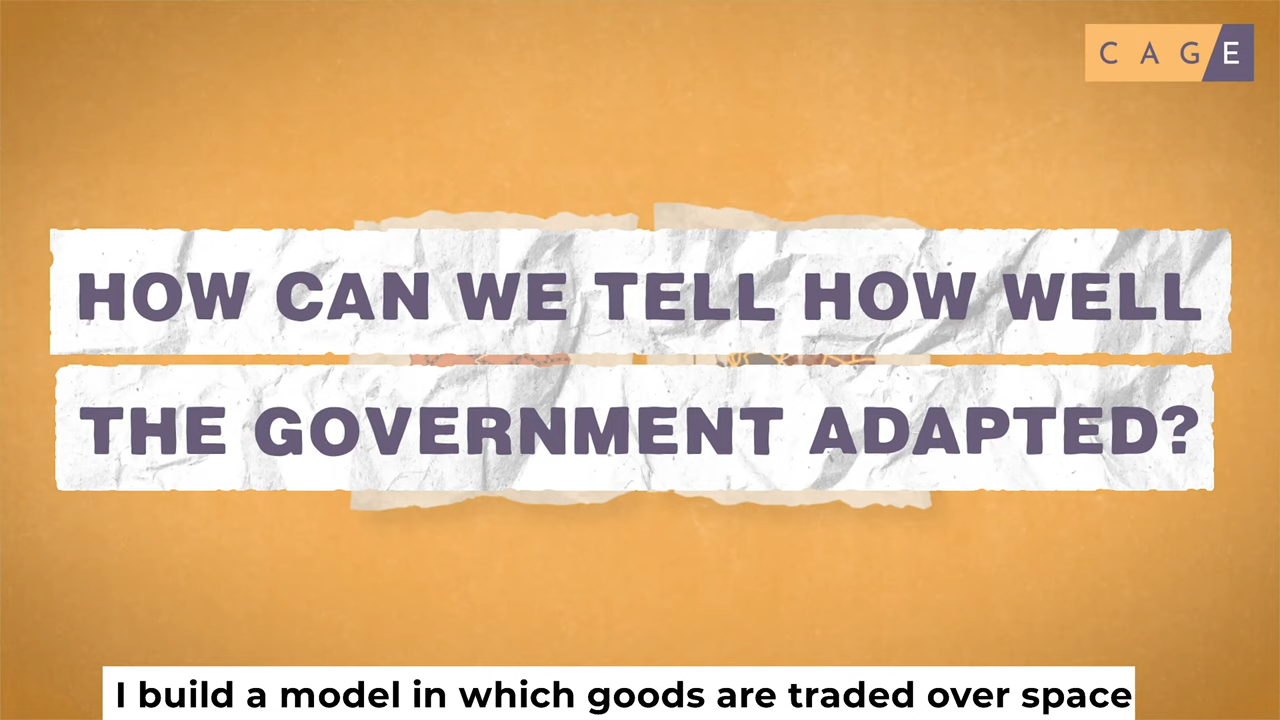 CAGE
HOW CAN WE TELL HOW WELL
THE GOVERNMENT ADAPTED?
I build a model in which goods are traded over space